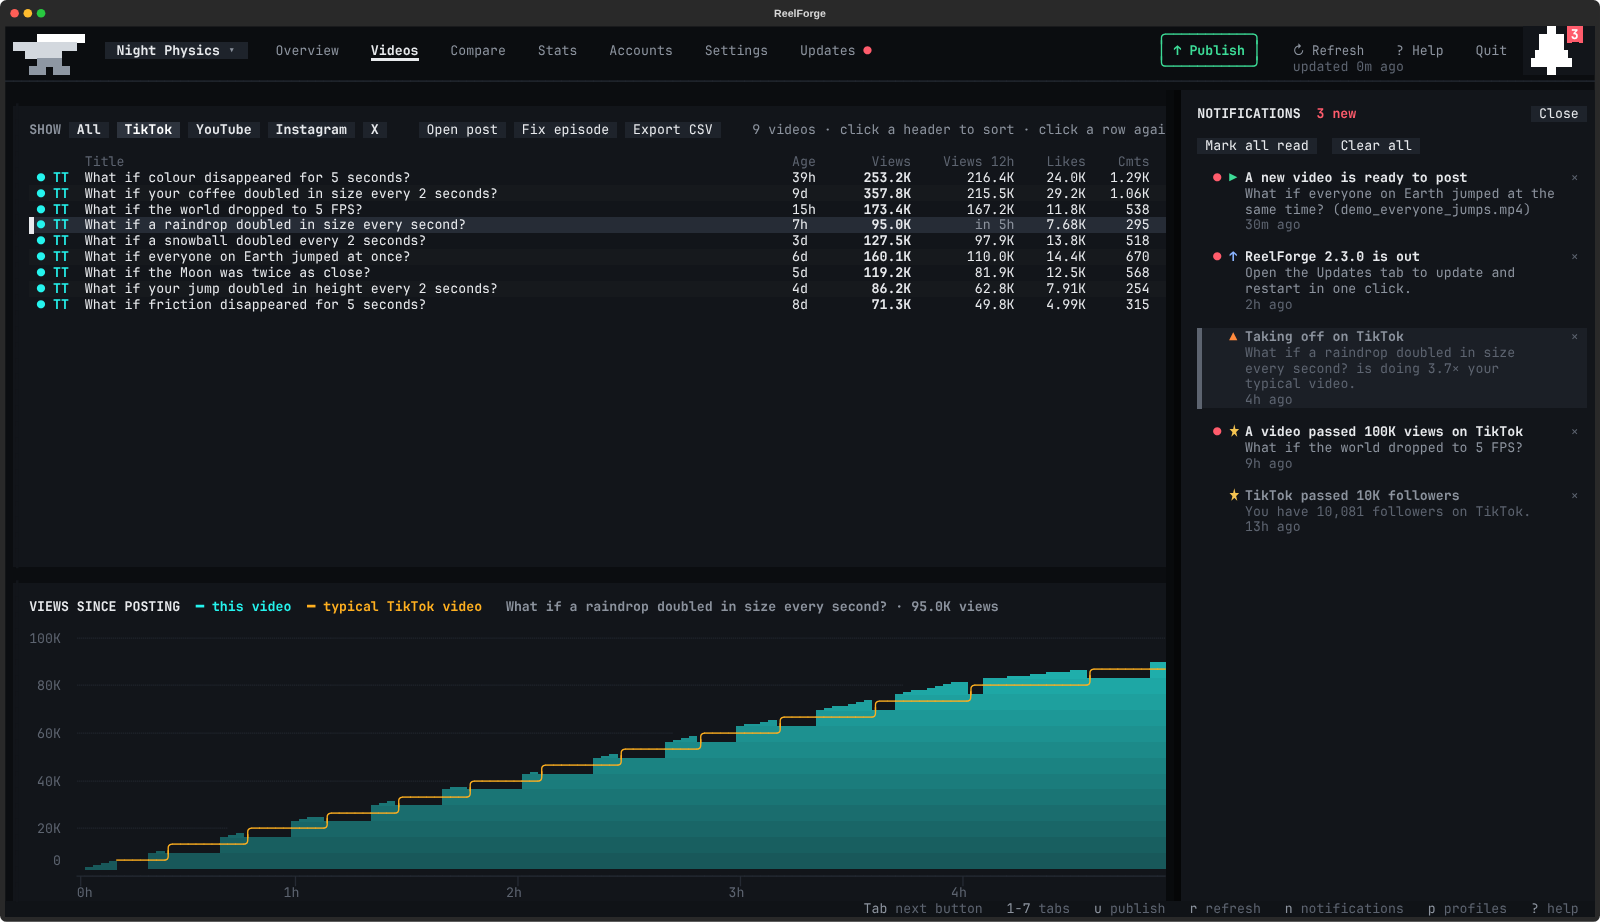 ReelForge
Night Physics ▾ Overview Videos Compare Stats Accounts Settings Updates ↑ Publish ↻ Refresh ? Help Quit 3
updated 0m ago
SHOW All TikTok YouTube Instagram X Open post Fix episode Export CSV 9 videos · click a header to sort · click a row agai
Title Age Views Views 12h Likes Cmts
TT What if colour disappeared for 5 seconds? 39h 253.2K 216.4K 24.0K 1.29K
TT What if your coffee doubled in size every 2 seconds? 9d 357.8K 215.5K 29.2K 1.06K
TT What if the world dropped to 5 FPS? 15h 173.4K 167.2K 11.8K 538
TT What if a raindrop doubled in size every second? 7h 95.0K in 5h 7.68K 295
TT What if a snowball doubled every 2 seconds? 3d 127.5K 97.9K 13.8K 518
TT What if everyone on Earth jumped at once? 6d 160.1K 110.0K 14.4K 670
TT What if the Moon was twice as close? 5d 119.2K 81.9K 12.5K 568
TT What if your jump doubled in height every 2 seconds? 4d 86.2K 62.8K 7.91K 254
TT What if friction disappeared for 5 seconds? 8d 71.3K 49.8K 4.99K 315
VIEWS SINCE POSTING this video typical TikTok video What if a raindrop doubled in size every second? · 95.0K views
100K
80K
60K
40K
20K
0
0h 1h 2h 3h 4h
NOTIFICATIONS 3 new Close
Mark all read Clear all
▶ A new video is ready to post ×
What if everyone on Earth jumped at the
same time? (demo_everyone_jumps.mp4)
30m ago
↑ ReelForge 2.3.0 is out ×
Open the Updates tab to update and
restart in one click.
2h ago
▲ Taking off on TikTok ×
What if a raindrop doubled in size
every second? is doing 3.7× your
typical video.
4h ago
★ A video passed 100K views on TikTok ×
What if the world dropped to 5 FPS?
9h ago
★ TikTok passed 10K followers ×
You have 10,081 followers on TikTok.
13h ago
Tab next button 1-7 tabs u publish r refresh n notifications p profiles ? help